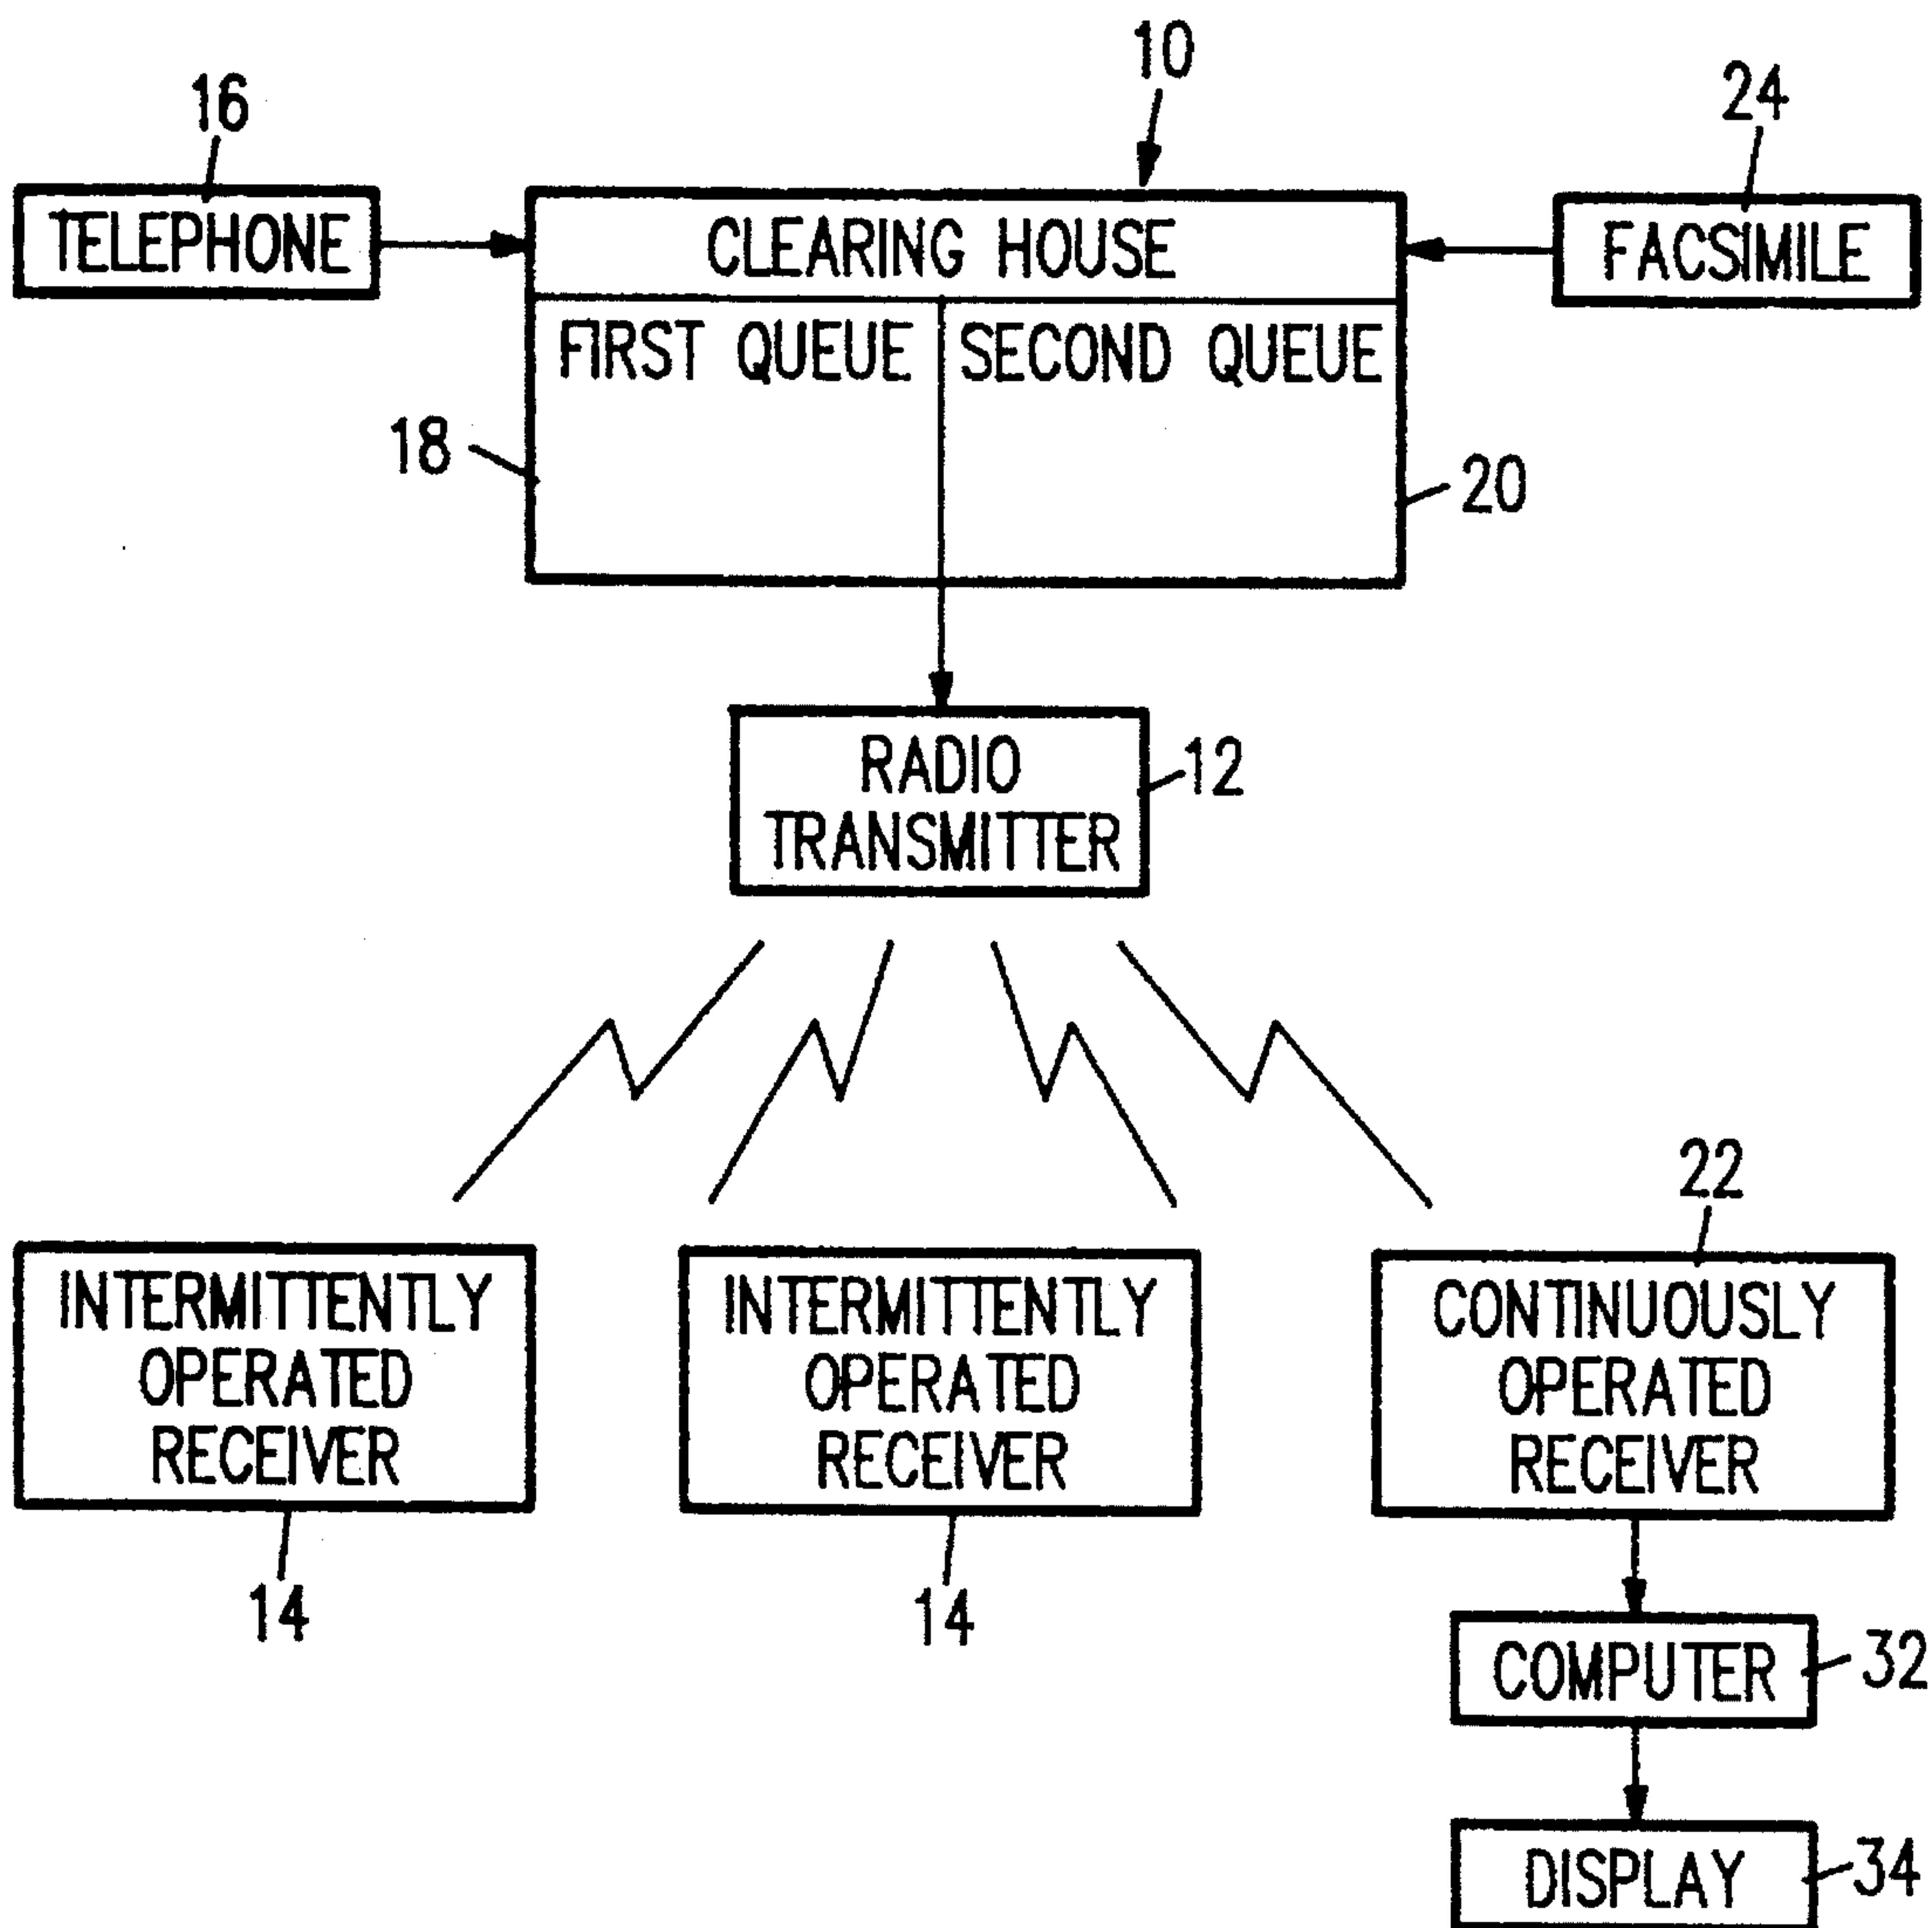 10
16
24
TELEPHONE
CLEARING HOUSE
FACSIMILE
FIRST QUEUE
SECOND QUEUE
18
20
RADIO
TRANSMITTER
12
22
INTERMITTENTLY
OPERATED
RECEIVER
INTERMITTENTLY
OPERATED
RECEIVER
CONTINUOUSLY
OPERATED
RECEIVER
14
14
COMPUTER
32
DISPLAY
34